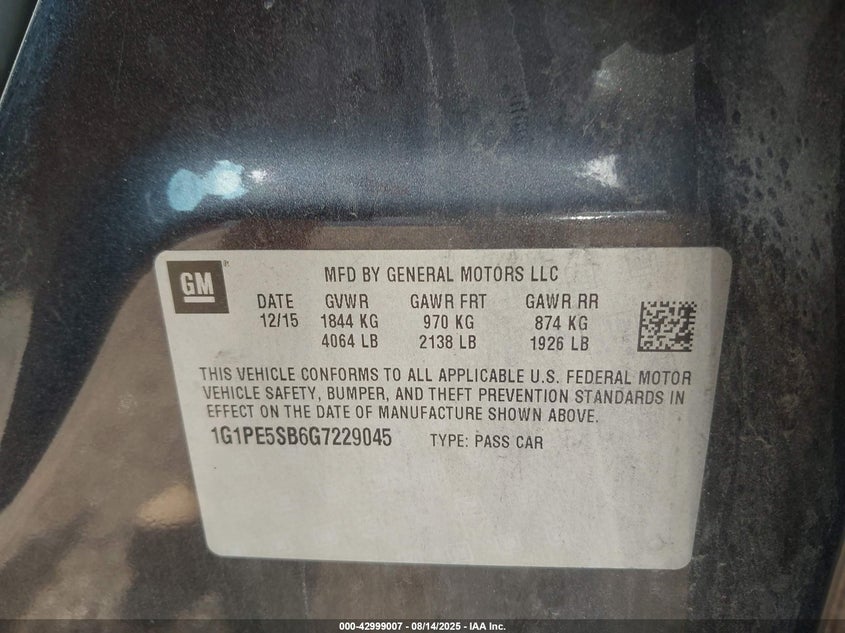 GM ®
MFD BY GENERAL MOTORS LLC
DATE GVWR GAWR FRT GAWR RR
12/15 1844 KG 970 KG 874 KG
4064 LB 2138 LB 1926 LB
THIS VEHICLE CONFORMS TO ALL APPLICABLE U.S. FEDERAL MOTOR
VEHICLE SAFETY, BUMPER, AND THEFT PREVENTION STANDARDS IN
EFFECT ON THE DATE OF MANUFACTURE SHOWN ABOVE.
1G1PE5SB6G7229045 TYPE: PASS CAR
000-42999007 - 08/14/2025 - IAA Inc.